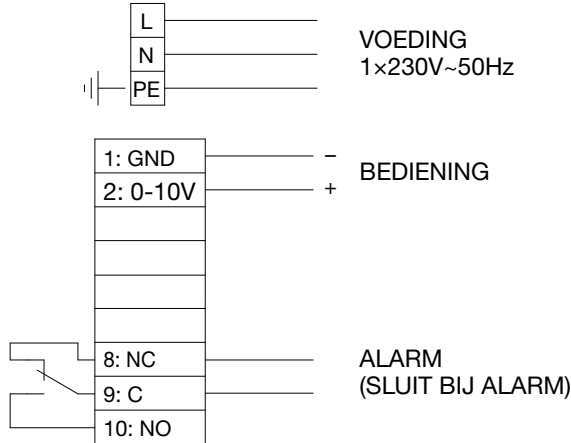 L
N
PE
VOEDING
1×230V~50Hz
1: GND
−
2: 0-10V
+
BEDIENING
8: NC
9: C
10: NO
ALARM
(SLUIT BIJ ALARM)